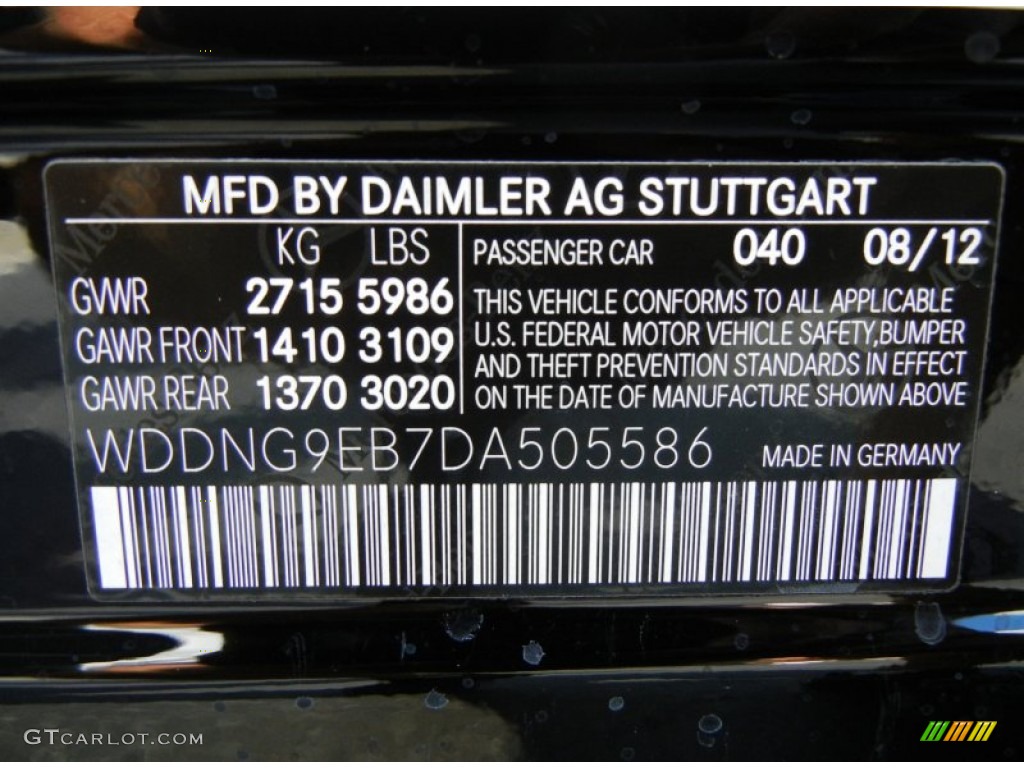 MFD BY DAIMLER AG STUTTGART
KG LBS
GVWR 2715 5986
GAWR FRONT 1410 3109
GAWR REAR 1370 3020
PASSENGER CAR 040 08/12
THIS VEHICLE CONFORMS TO ALL APPLICABLE
U.S. FEDERAL MOTOR VEHICLE SAFETY,BUMPER
AND THEFT PREVENTION STANDARDS IN EFFECT
ON THE DATE OF MANUFACTURE SHOWN ABOVE
WDDNG9EB7DA505586 MADE IN GERMANY
GTCARLOT.COM